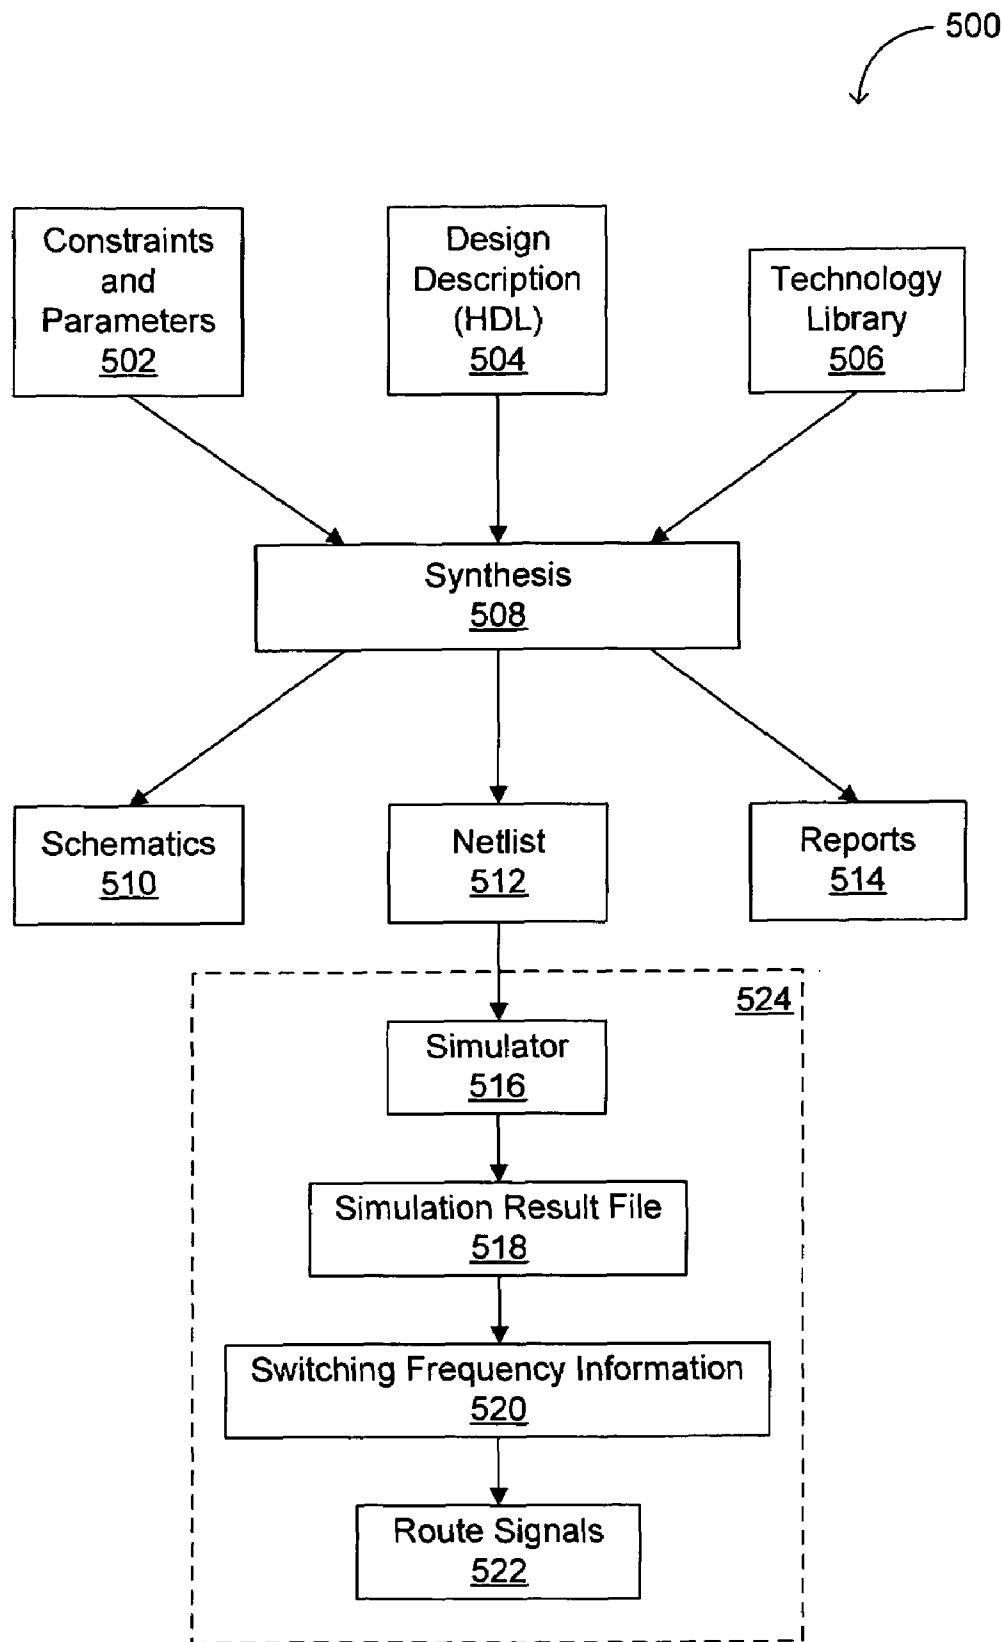 500
Constraints
and
Parameters
502
Design
Description
(HDL)
504
Technology
Library
506
Synthesis
508
Schematics
510
Netlist
512
Reports
514
524
Simulator
516
Simulation Result File
518
Switching Frequency Information
520
Route Signals
522